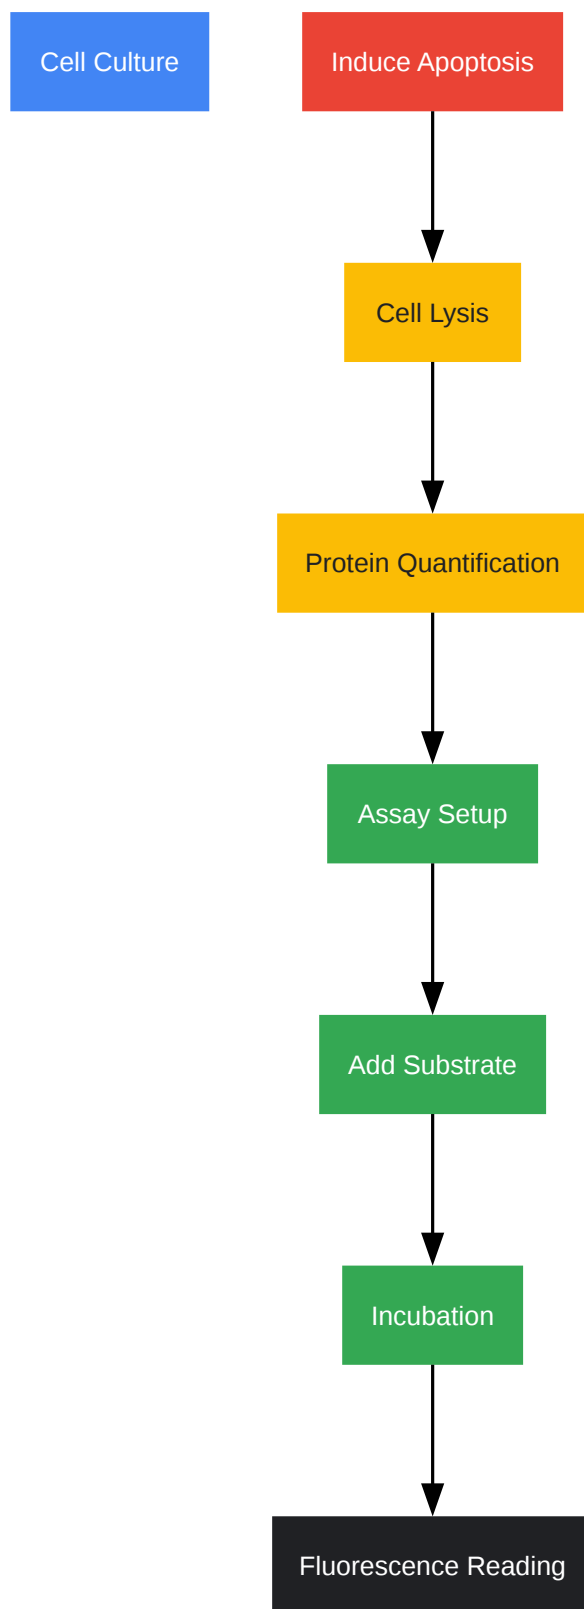 Cell Culture
Induce Apoptosis
Cell Lysis
Protein Quantification
Assay Setup
Add Substrate
Incubation
Fluorescence Reading